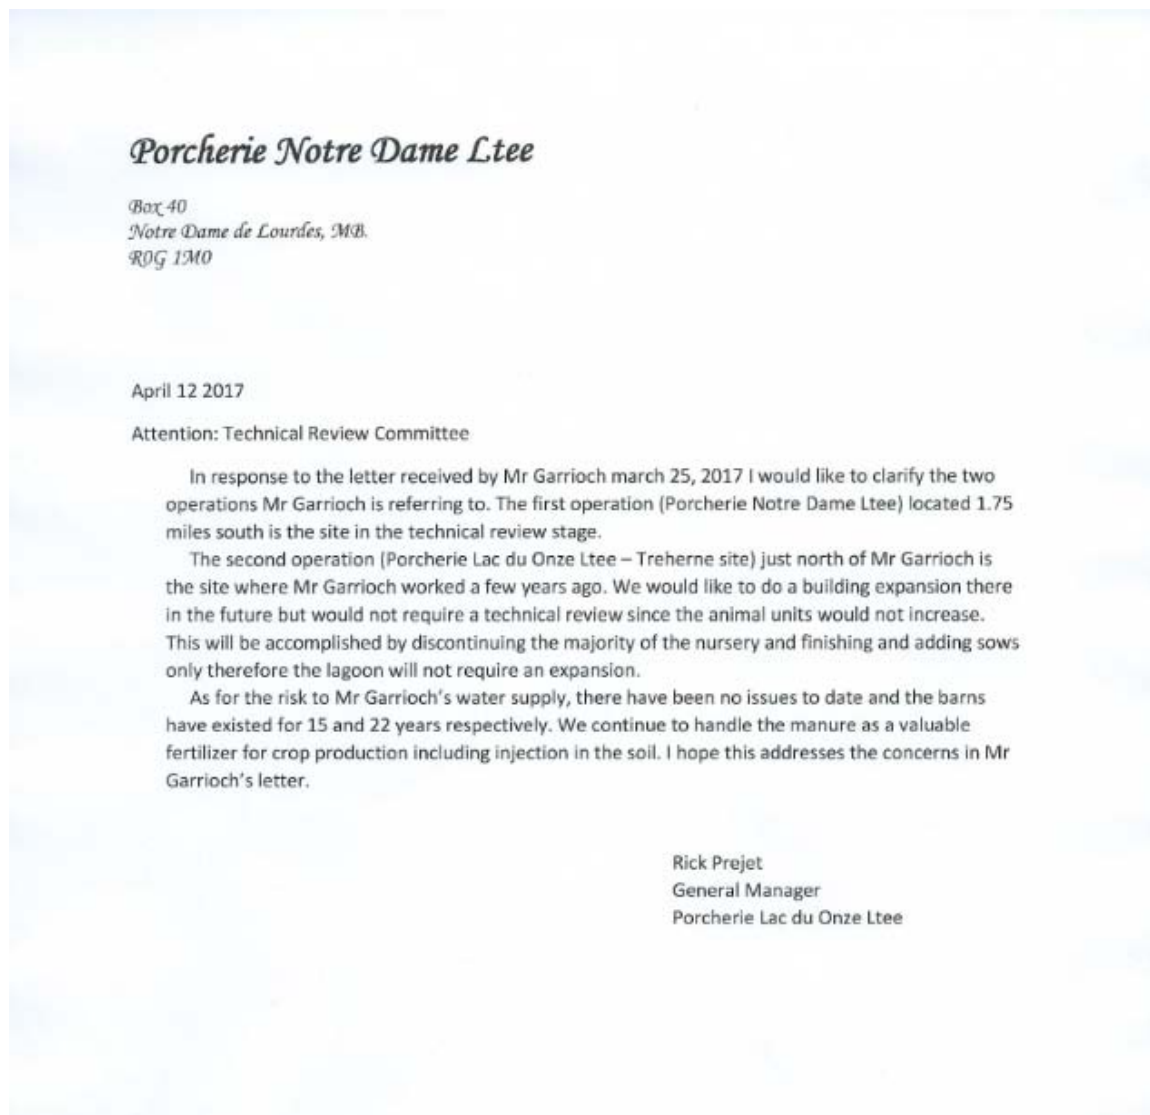 Porcherie Notre Dame Ltee
Box 40
Notre Dame de Lourdes, MB.
R0G 1M0
April 12 2017
Attention: Technical Review Committee
In response to the letter received by Mr Garrioch march 25, 2017 I would like to clarify the two
operations Mr Garrioch is referring to. The first operation (Porcherie Notre Dame Ltee) located 1.75
miles south is the site in the technical review stage.
The second operation (Porcherie Lac du Onze Ltee – Treherne site) just north of Mr Garrioch is
the site where Mr Garrioch worked a few years ago. We would like to do a building expansion there
in the future but would not require a technical review since the animal units would not increase.
This will be accomplished by discontinuing the majority of the nursery and finishing and adding sows
only therefore the lagoon will not require an expansion.
As for the risk to Mr Garrioch's water supply, there have been no issues to date and the barns
have existed for 15 and 22 years respectively. We continue to handle the manure as a valuable
fertilizer for crop production including injection in the soil. I hope this addresses the concerns in Mr
Garrioch's letter.
Rick Prejet
General Manager
Porcherie Lac du Onze Ltee